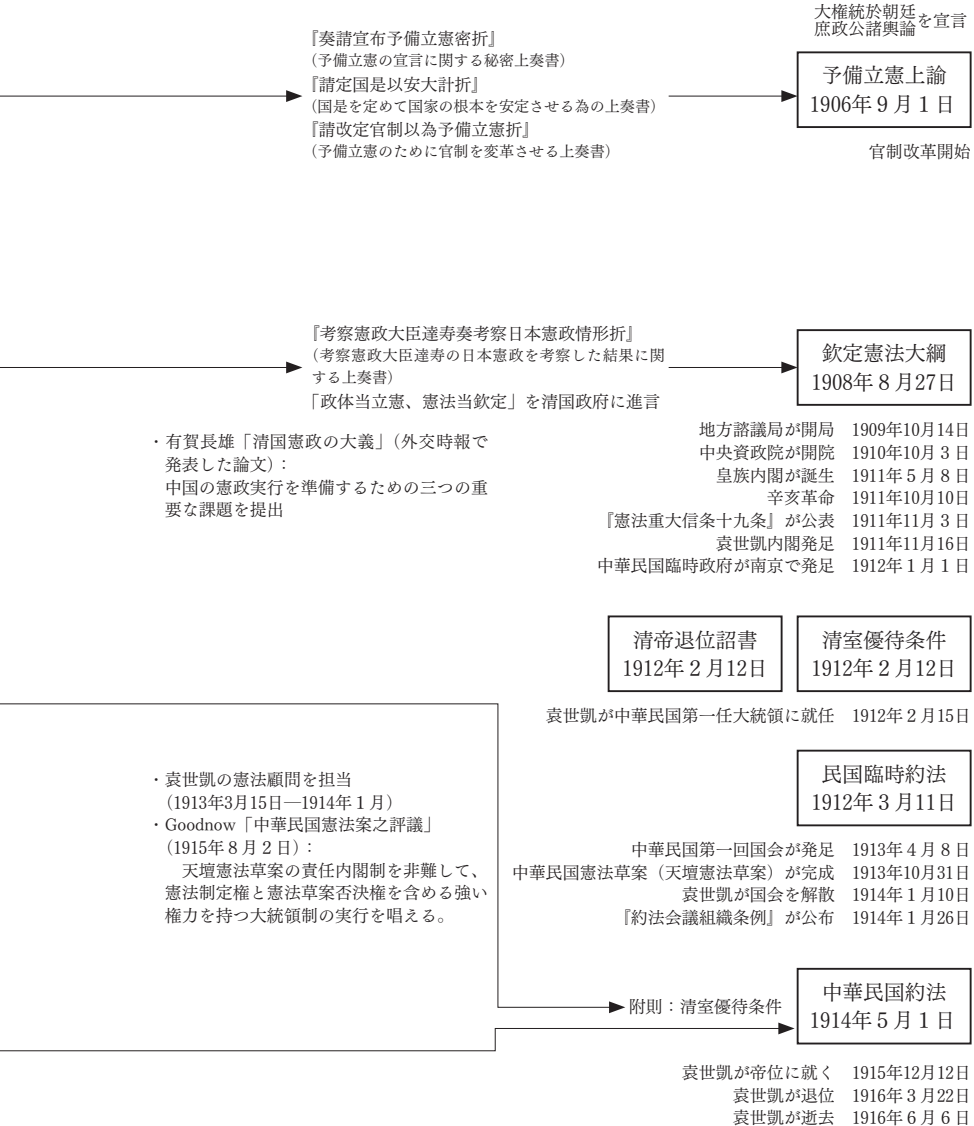 大権統於朝廷
庶政公諸輿論を宣言
『奏請宣布予備立憲密折』
（予備立憲の宣言に関する秘密上奏書）
『請定国是以安大計折』
（国是を定めて国家の根本を安定させる為の上奏書）
『請改定官制以為予備立憲折』
（予備立憲のために官制を変革させる上奏書）
予備立憲上諭
1906年９月１日
官制改革開始
『考察憲政大臣達寿奏考察日本憲政情形折』
（考察憲政大臣達寿の日本憲政を考察した結果に関
する上奏書）
「政体当立憲、憲法当欽定」を清国政府に進言
欽定憲法大綱
1908年８月27日
・有賀長雄「清国憲政の大義」（外交時報で
発表した論文）：
中国の憲政実行を準備するための三つの重
要な課題を提出
地方諮議局が開局　1909年10月14日
中央資政院が開院　1910年10月３日
皇族内閣が誕生　1911年５月８日
辛亥革命　1911年10月10日
『憲法重大信条十九条』が公表　1911年11月３日
袁世凱内閣発足　1911年11月16日
中華民国臨時政府が南京で発足　1912年１月１日
清帝退位詔書
1912年２月12日
清室優待条件
1912年２月12日
袁世凱が中華民国第一任大統領に就任　1912年２月15日
民国臨時約法
1912年３月11日
・袁世凱の憲法顧問を担当
（1913年3月15日―1914年１月）
・Goodnow「中華民国憲法案之評議」
（1915年８月２日）：
　天壇憲法草案の責任内閣制を非難して、
憲法制定権と憲法草案否決権を含める強い
権力を持つ大統領制の実行を唱える。
中華民国第一回国会が発足　1913年４月８日
中華民国憲法草案（天壇憲法草案）が完成　1913年10月31日
袁世凱が国会を解散　1914年１月10日
『約法会議組織条例』が公布　1914年１月26日
附則：清室優待条件
中華民国約法
1914年５月１日
袁世凱が帝位に就く　1915年12月12日
袁世凱が退位　1916年３月22日
袁世凱が逝去　1916年６月６日